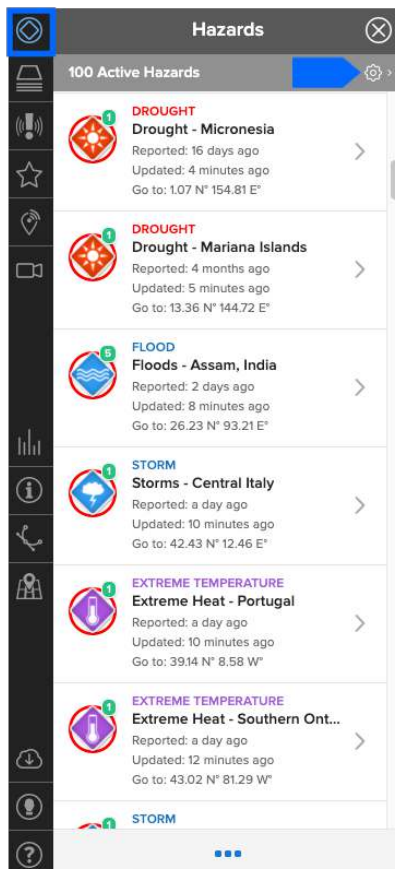 Hazards
100 Active Hazards
1
DROUGHT
Drought - Micronesia
Reported: 16 days ago
Updated: 4 minutes ago
Go to: 1.07 N° 154.81 E°
1
DROUGHT
Drought - Mariana Islands
Reported: 4 months ago
Updated: 5 minutes ago
Go to: 13.36 N° 144.72 E°
5
FLOOD
Floods - Assam, India
Reported: 2 days ago
Updated: 8 minutes ago
Go to: 26.23 N° 93.21 E°
1
STORM
Storms - Central Italy
Reported: a day ago
Updated: 10 minutes ago
Go to: 42.43 N° 12.46 E°
1
EXTREME TEMPERATURE
Extreme Heat - Portugal
Reported: a day ago
Updated: 10 minutes ago
Go to: 39.14 N° 8.58 W°
1
EXTREME TEMPERATURE
Extreme Heat - Southern Ont...
Reported: a day ago
Updated: 12 minutes ago
Go to: 43.02 N° 81.29 W°
1
STORM